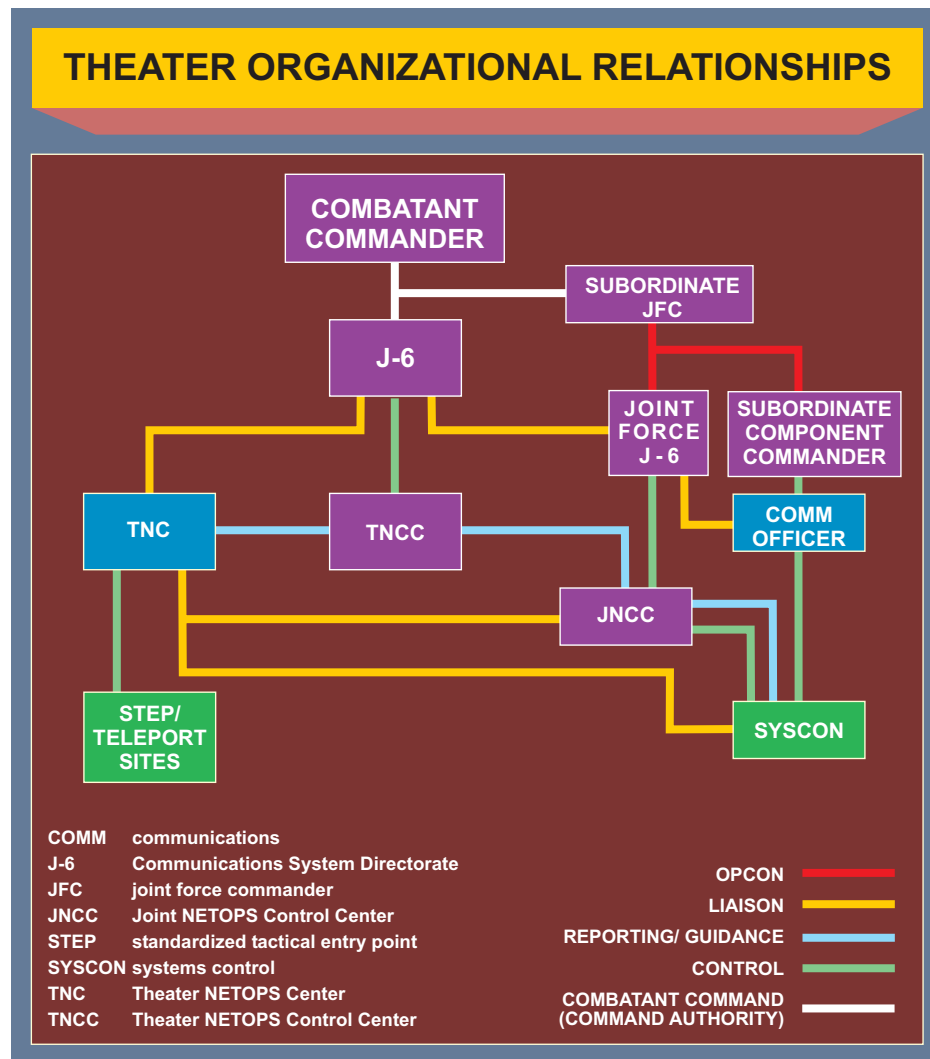 THEATER ORGANIZATIONAL RELATIONSHIPS
COMBATANT
COMMANDER
SUBORDINATE
JFC
J-6
JOINT
FORCE
J-6
SUBORDINATE
COMPONENT
COMMANDER
TNC
TNCC
COMM
OFFICER
JNCC
STEP/
TELEPORT
SITES
SYSCON
COMM communications
J-6 Communications System Directorate
JFC joint force commander
JNCC Joint NETOPS Control Center
STEP standardized tactical entry point
SYSCON systems control
TNC Theater NETOPS Center
TNCC Theater NETOPS Control Center
OPCON
LIAISON
REPORTING/ GUIDANCE
CONTROL
COMBATANT COMMAND
(COMMAND AUTHORITY)